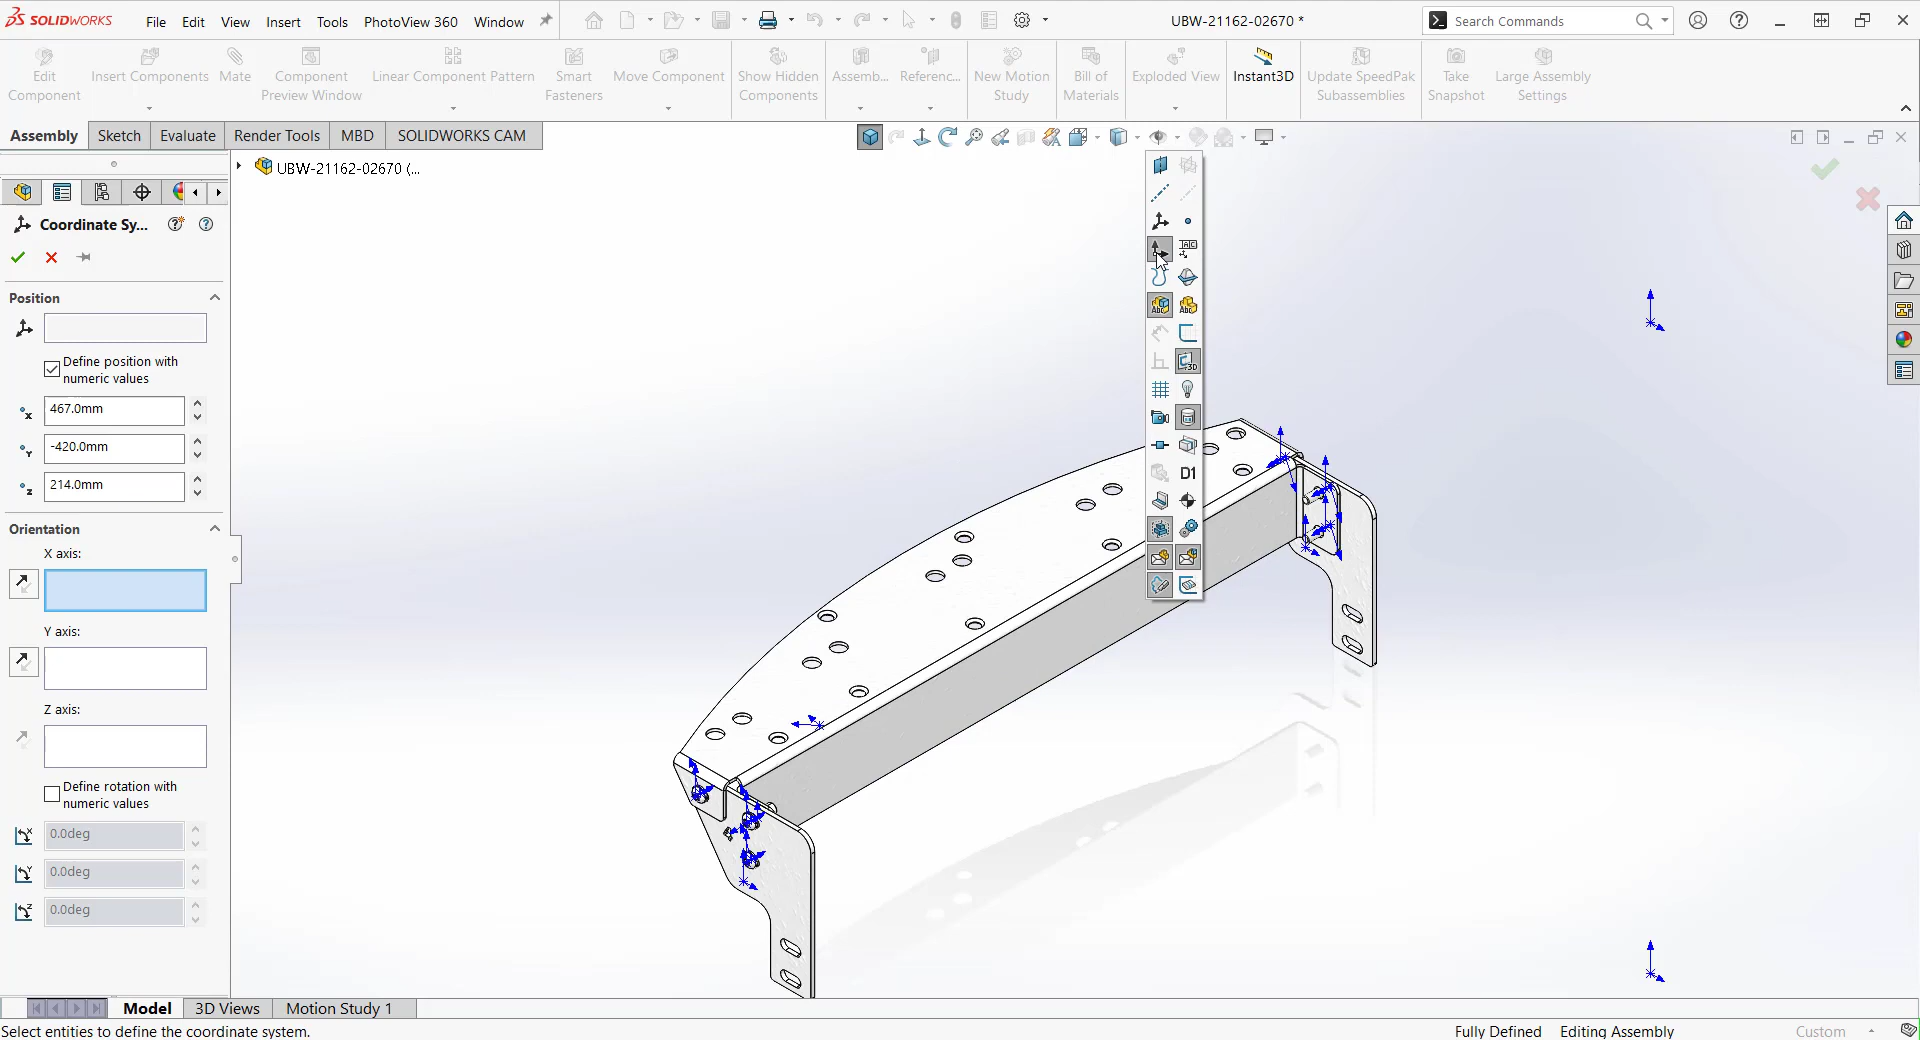 SOLIDWORKS
File Edit View Insert Tools PhotoView 360 Window
UBW-21162-02670 *
Search Commands
Edit Component
Insert Components
Mate
Component Preview Window
Linear Component Pattern
Smart Fasteners
Move Component
Show Hidden Components
Assemb...
Referenc...
New Motion Study
Bill of Materials
Exploded View
Instant3D
Update SpeedPak Subassemblies
Take Snapshot
Large Assembly Settings
Assembly Sketch Evaluate Render Tools MBD SOLIDWORKS CAM
UBW-21162-02670 (...
Coordinate Sy...
Position
Define position with
numeric values
467.0mm
-420.0mm
214.0mm
Orientation
X axis:
Y axis:
Z axis:
Define rotation with
numeric values
0.0deg
0.0deg
0.0deg
D1
Model 3D Views Motion Study 1
Select entities to define the coordinate system.
Fully Defined Editing Assembly Custom